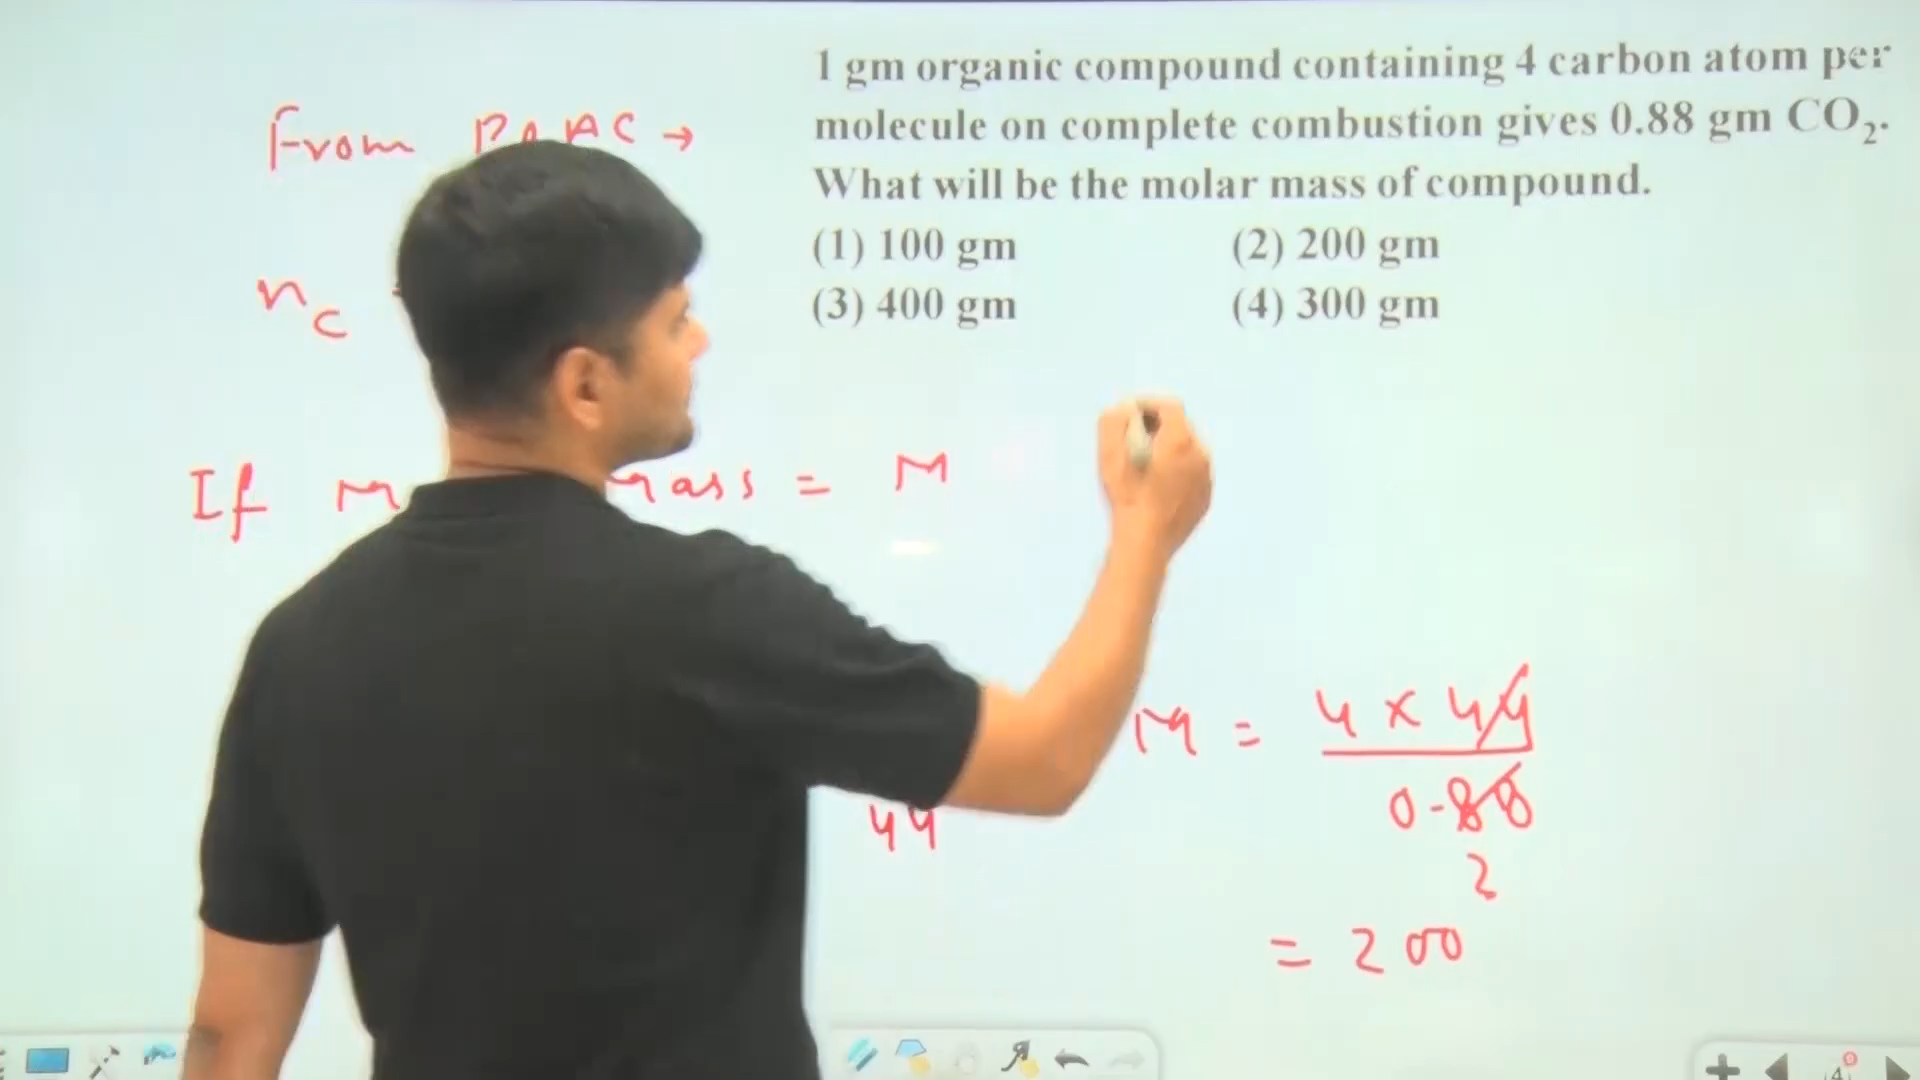 1 gm organic compound containing 4 carbon atom per
molecule on complete combustion gives 0.88 gm CO₂.
What will be the molar mass of compound.
(1) 100 gm (2) 200 gm
(3) 400 gm (4) 300 gm
From →
n_C
If mass = M
44
M = 4 × 44 / 0.88
2
= 200